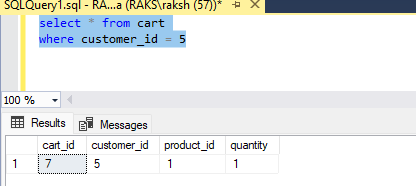 SQLQuery1.sql - RA...a (RAKS\raksh (57))*
select * from cart
where customer_id = 5
100 %
Results Messages
cart_id customer_id product_id quantity
1 7 5 1 1